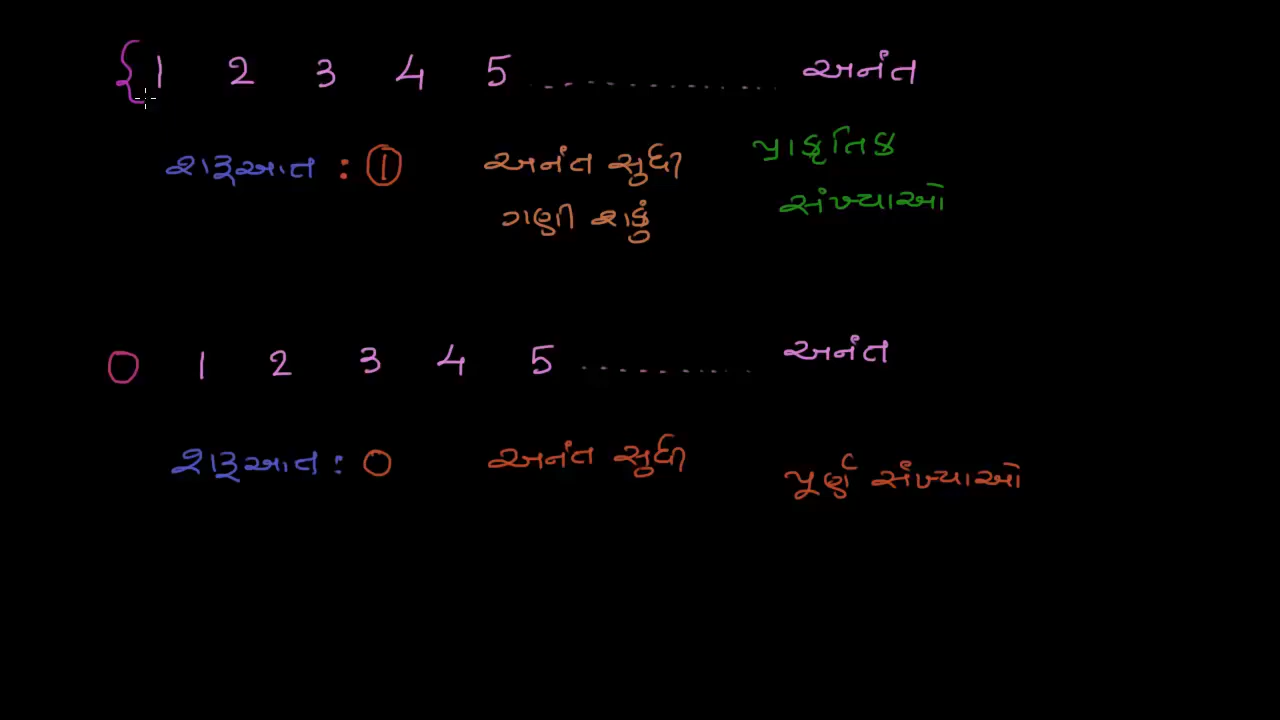 { 1 2 3 4 5 .................. અનંત
શરૂઆત : 1 અનંત સુધી પ્રાકૃતિક
ગણી શકું સંખ્યાઓ
0 1 2 3 4 5 ........... અનંત
શરૂઆત : 0 અનંત સુધી પૂર્ણ સંખ્યાઓ